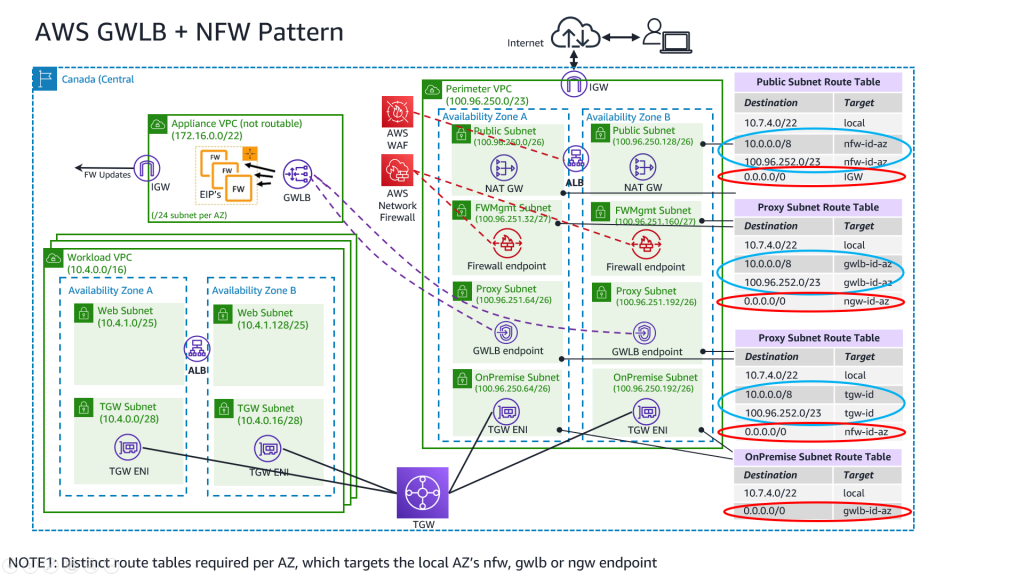 AWS GWLB + NFW Pattern
Internet
IGW
Canada (Central
Appliance VPC (not routable)
(172.16.0.0/22)
FW
FW
FW
EIP's
GWLB
FW Updates
IGW
(/24 subnet per AZ)
AWS
WAF
AWS
Network
Firewall
Perimeter VPC
(100.96.250.0/23)
Availability Zone A
Availability Zone B
Public Subnet
(100.96.250.0/26)
Public Subnet
(100.96.250.128/26)
NAT GW
ALB
NAT GW
FWMgmt Subnet
(100.96.251.32/27)
FWMgmt Subnet
(100.96.251.160/27)
Firewall endpoint
Firewall endpoint
Proxy Subnet
(100.96.251.64/26)
Proxy Subnet
(100.96.251.192/26)
GWLB endpoint
GWLB endpoint
OnPremise Subnet
(100.96.250.64/26)
OnPremise Subnet
(100.96.250.192/26)
TGW ENI
TGW ENI
Workload VPC
(10.4.0.0/16)
Availability Zone A
Availability Zone B
Web Subnet
(10.4.1.0/25)
Web Subnet
(10.4.1.128/25)
ALB
TGW Subnet
(10.4.0.0/28)
TGW Subnet
(10.4.0.16/28)
TGW ENI
TGW ENI
TGW
Public Subnet Route Table
Destination Target
10.7.4.0/22 local
10.0.0.0/8 nfw-id-az
100.96.252.0/23 nfw-id-az
0.0.0.0/0 IGW
Proxy Subnet Route Table
Destination Target
10.7.4.0/22 local
10.0.0.0/8 gwlb-id-az
100.96.252.0/23 gwlb-id-az
0.0.0.0/0 ngw-id-az
Proxy Subnet Route Table
Destination Target
10.7.4.0/22 local
10.0.0.0/8 tgw-id
100.96.252.0/23 tgw-id
0.0.0.0/0 nfw-id-az
OnPremise Subnet Route Table
Destination Target
10.7.4.0/22 local
0.0.0.0/0 gwlb-id-az
NOTE1: Distinct route tables required per AZ, which targets the local AZ's nfw, gwlb or ngw endpoint